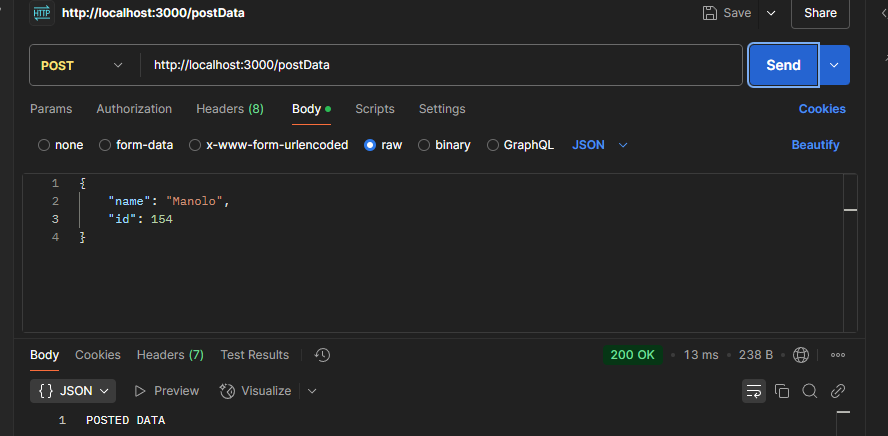 HTTP http://localhost:3000/postData Save Share
POST http://localhost:3000/postData Send
Params Authorization Headers (8) Body Scripts Settings Cookies
none form-data x-www-form-urlencoded raw binary GraphQL JSON Beautify
1 {
2 "name": "Manolo",
3 "id": 154
4 }
Body Cookies Headers (7) Test Results 200 OK 13 ms 238 B
{} JSON Preview Visualize
1 POSTED DATA